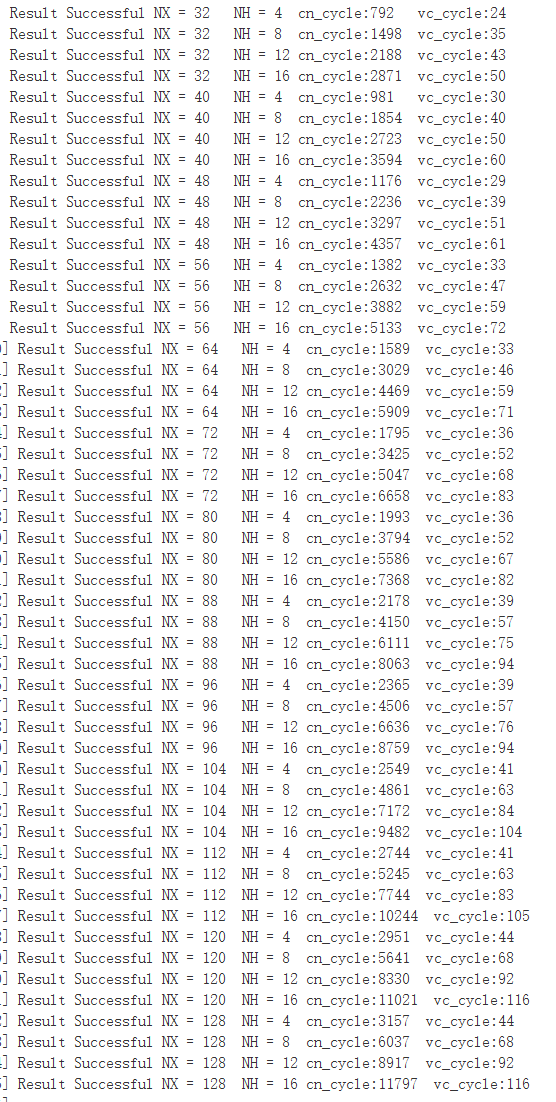 Result Successful NX = 32 NH = 4 cn_cycle:792 vc_cycle:24
Result Successful NX = 32 NH = 8 cn_cycle:1498 vc_cycle:35
Result Successful NX = 32 NH = 12 cn_cycle:2188 vc_cycle:43
Result Successful NX = 32 NH = 16 cn_cycle:2871 vc_cycle:50
Result Successful NX = 40 NH = 4 cn_cycle:981 vc_cycle:30
Result Successful NX = 40 NH = 8 cn_cycle:1854 vc_cycle:40
Result Successful NX = 40 NH = 12 cn_cycle:2723 vc_cycle:50
Result Successful NX = 40 NH = 16 cn_cycle:3594 vc_cycle:60
Result Successful NX = 48 NH = 4 cn_cycle:1176 vc_cycle:29
Result Successful NX = 48 NH = 8 cn_cycle:2236 vc_cycle:39
Result Successful NX = 48 NH = 12 cn_cycle:3297 vc_cycle:51
Result Successful NX = 48 NH = 16 cn_cycle:4357 vc_cycle:61
Result Successful NX = 56 NH = 4 cn_cycle:1382 vc_cycle:33
Result Successful NX = 56 NH = 8 cn_cycle:2632 vc_cycle:47
Result Successful NX = 56 NH = 12 cn_cycle:3882 vc_cycle:59
Result Successful NX = 56 NH = 16 cn_cycle:5133 vc_cycle:72
] Result Successful NX = 64 NH = 4 cn_cycle:1589 vc_cycle:33
] Result Successful NX = 64 NH = 8 cn_cycle:3029 vc_cycle:46
] Result Successful NX = 64 NH = 12 cn_cycle:4469 vc_cycle:59
] Result Successful NX = 64 NH = 16 cn_cycle:5909 vc_cycle:71
] Result Successful NX = 72 NH = 4 cn_cycle:1795 vc_cycle:36
] Result Successful NX = 72 NH = 8 cn_cycle:3425 vc_cycle:52
] Result Successful NX = 72 NH = 12 cn_cycle:5047 vc_cycle:68
] Result Successful NX = 72 NH = 16 cn_cycle:6658 vc_cycle:83
] Result Successful NX = 80 NH = 4 cn_cycle:1993 vc_cycle:36
] Result Successful NX = 80 NH = 8 cn_cycle:3794 vc_cycle:52
] Result Successful NX = 80 NH = 12 cn_cycle:5586 vc_cycle:67
] Result Successful NX = 80 NH = 16 cn_cycle:7368 vc_cycle:82
] Result Successful NX = 88 NH = 4 cn_cycle:2178 vc_cycle:39
] Result Successful NX = 88 NH = 8 cn_cycle:4150 vc_cycle:57
] Result Successful NX = 88 NH = 12 cn_cycle:6111 vc_cycle:75
] Result Successful NX = 88 NH = 16 cn_cycle:8063 vc_cycle:94
] Result Successful NX = 96 NH = 4 cn_cycle:2365 vc_cycle:39
] Result Successful NX = 96 NH = 8 cn_cycle:4506 vc_cycle:57
] Result Successful NX = 96 NH = 12 cn_cycle:6636 vc_cycle:76
] Result Successful NX = 96 NH = 16 cn_cycle:8759 vc_cycle:94
] Result Successful NX = 104 NH = 4 cn_cycle:2549 vc_cycle:41
] Result Successful NX = 104 NH = 8 cn_cycle:4861 vc_cycle:63
] Result Successful NX = 104 NH = 12 cn_cycle:7172 vc_cycle:84
] Result Successful NX = 104 NH = 16 cn_cycle:9482 vc_cycle:104
] Result Successful NX = 112 NH = 4 cn_cycle:2744 vc_cycle:41
] Result Successful NX = 112 NH = 8 cn_cycle:5245 vc_cycle:63
] Result Successful NX = 112 NH = 12 cn_cycle:7744 vc_cycle:83
] Result Successful NX = 112 NH = 16 cn_cycle:10244 vc_cycle:105
] Result Successful NX = 120 NH = 4 cn_cycle:2951 vc_cycle:44
] Result Successful NX = 120 NH = 8 cn_cycle:5641 vc_cycle:68
] Result Successful NX = 120 NH = 12 cn_cycle:8330 vc_cycle:92
] Result Successful NX = 120 NH = 16 cn_cycle:11021 vc_cycle:116
] Result Successful NX = 128 NH = 4 cn_cycle:3157 vc_cycle:44
] Result Successful NX = 128 NH = 8 cn_cycle:6037 vc_cycle:68
] Result Successful NX = 128 NH = 12 cn_cycle:8917 vc_cycle:92
] Result Successful NX = 128 NH = 16 cn_cycle:11797 vc_cycle:116